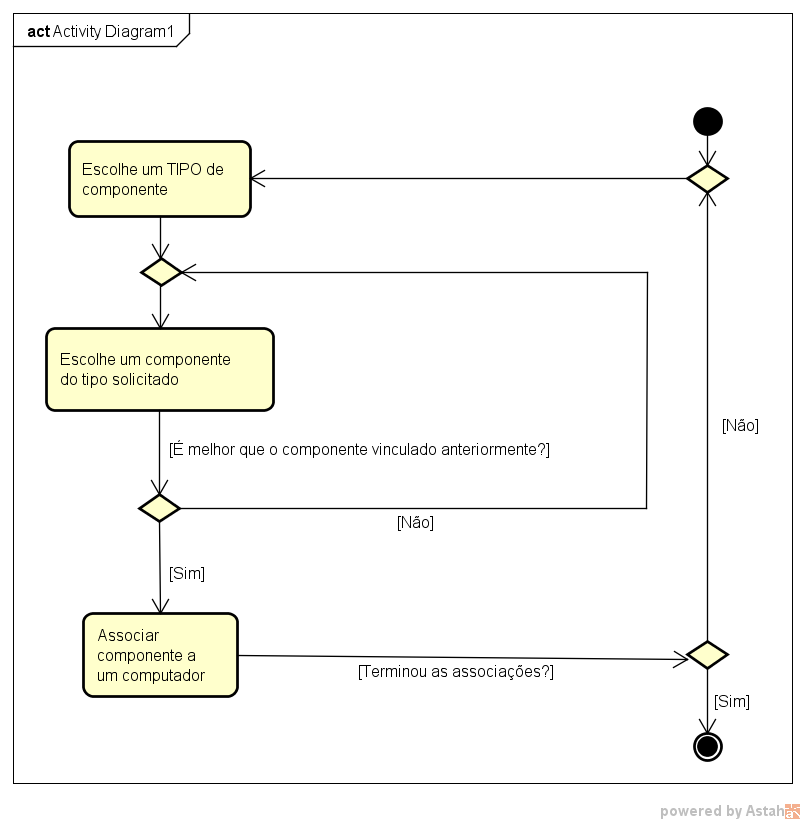 act Activity Diagram1
Escolhe um TIPO de
componente
Escolhe um componente
do tipo solicitado
[Não]
[É melhor que o componente vinculado anteriormente?]
[Não]
[Sim]
Associar
componente a
um computador
[Terminou as associações?]
[Sim]
powered by Astah